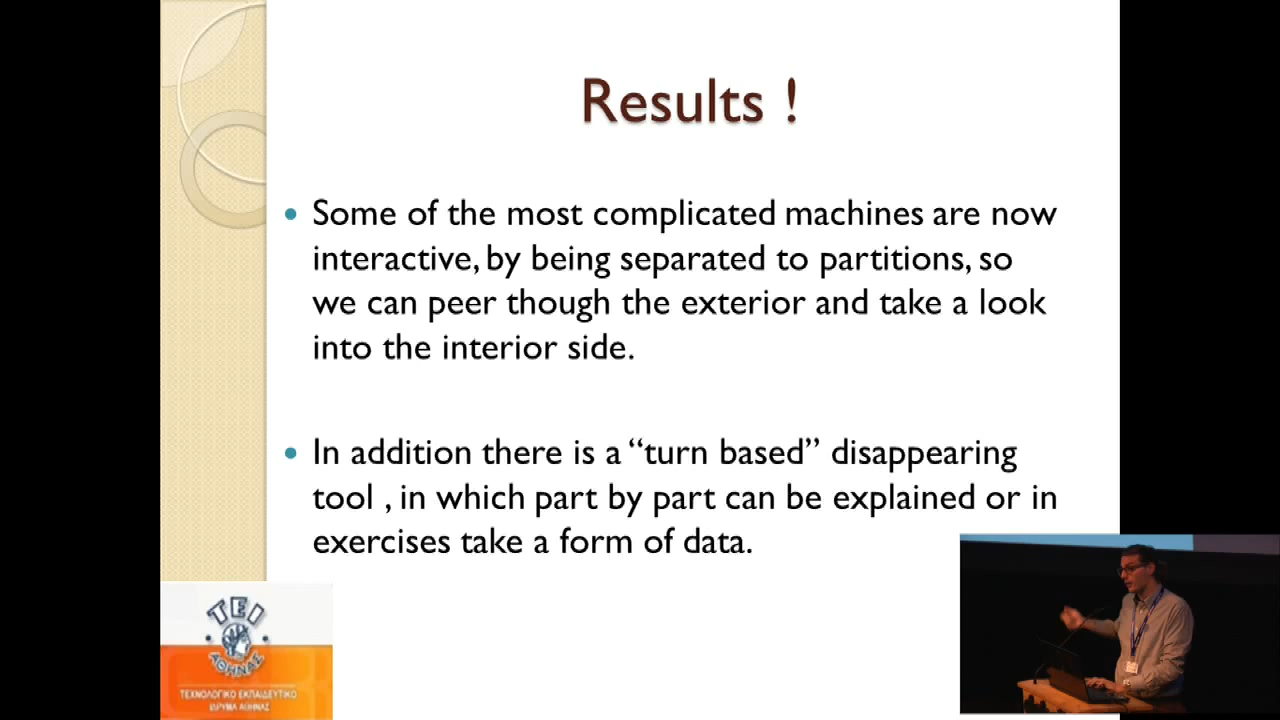 Results !
Some of the most complicated machines are now
interactive, by being separated to partitions, so
we can peer though the exterior and take a look
into the interior side.
In addition there is a “turn based” disappearing
tool , in which part by part can be explained or in
exercises take a form of data.
ΤΕΙ
ΑΘΗΝΑΣ
ΤΕΧΝΟΛΟΓΙΚΟ ΕΚΠΑΙΔΕΥΤΙΚΟ
ΙΔΡΥΜΑ ΑΘΗΝΑΣ